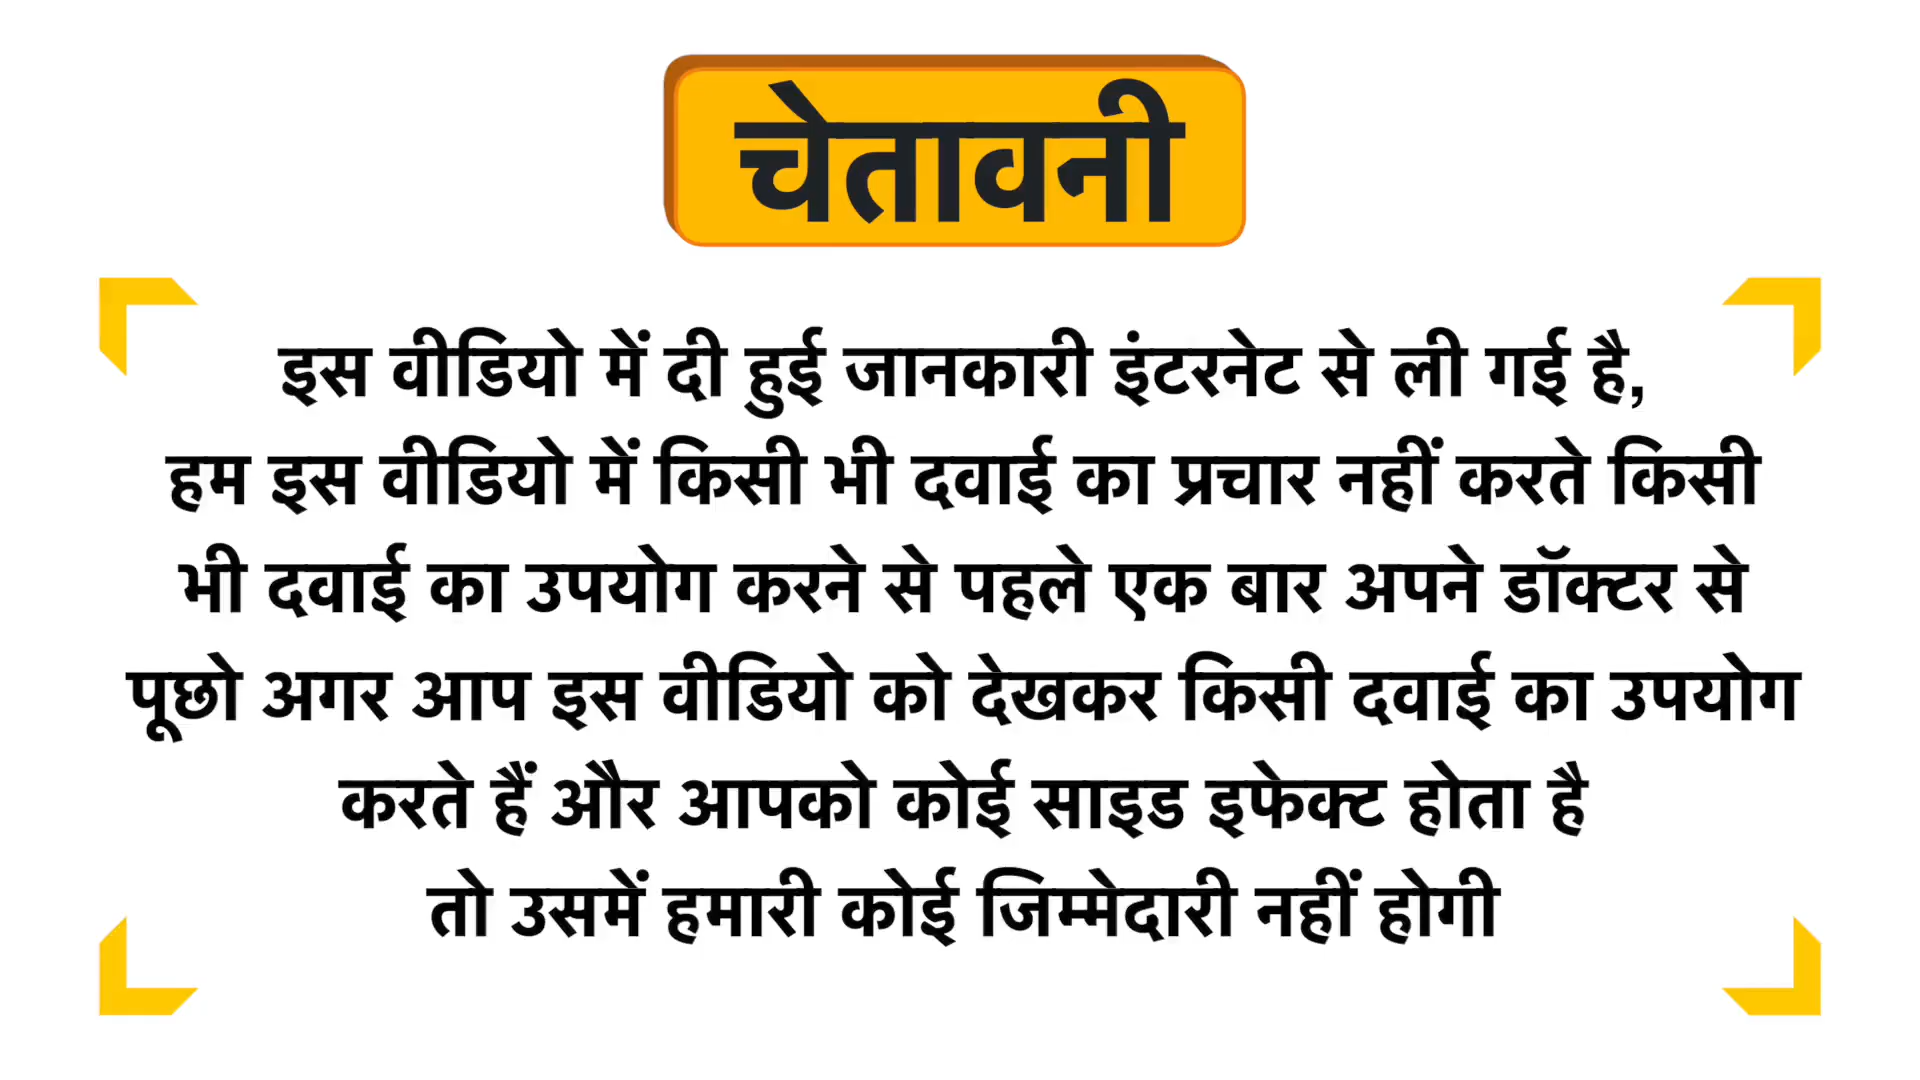 चेतावनी
इस वीडियो में दी हुई जानकारी इंटरनेट से ली गई है,
हम इस वीडियो में किसी भी दवाई का प्रचार नहीं करते किसी
भी दवाई का उपयोग करने से पहले एक बार अपने डॉक्टर से
पूछो अगर आप इस वीडियो को देखकर किसी दवाई का उपयोग
करते हैं और आपको कोई साइड इफेक्ट होता है
तो उसमें हमारी कोई जिम्मेदारी नहीं होगी